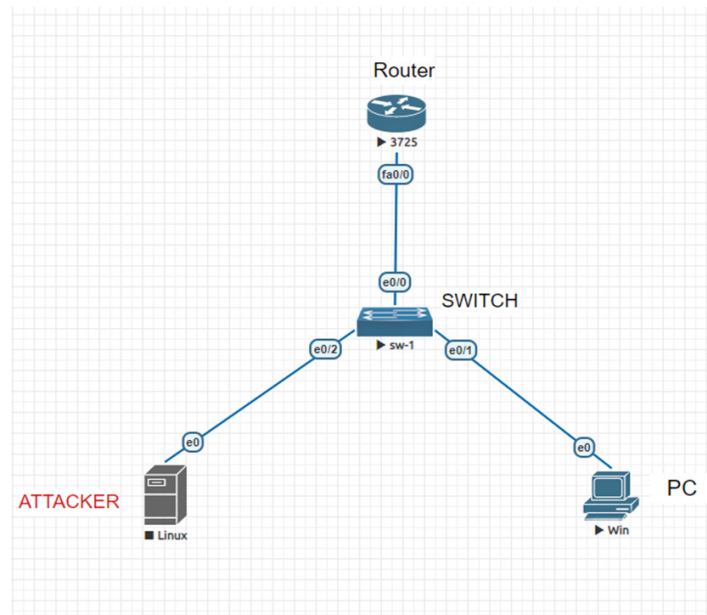 Router
3725
fa0/0
e0/0
SWITCH
e0/2
sw-1
e0/1
e0
e0
ATTACKER
PC
Linux
Win